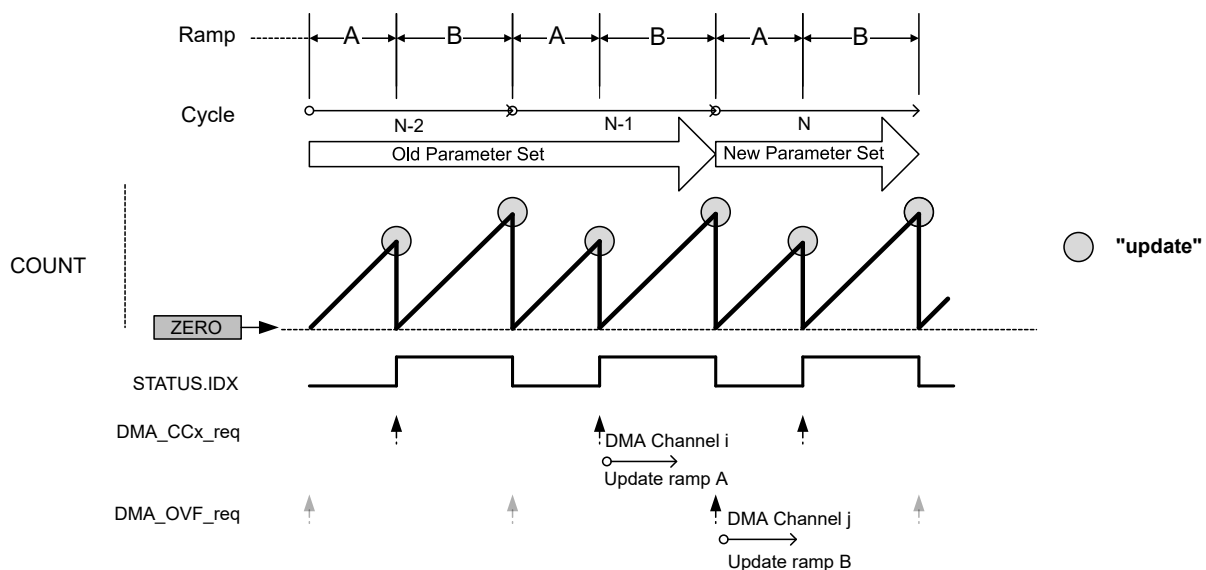 Ramp A B A B A B
Cycle
N-2 N-1 N
Old Parameter Set New Parameter Set
"update"
COUNT
ZERO
STATUS.IDX
DMA_CCx_req
DMA Channel i
Update ramp A
DMA_OVF_req
DMA Channel j
Update ramp B